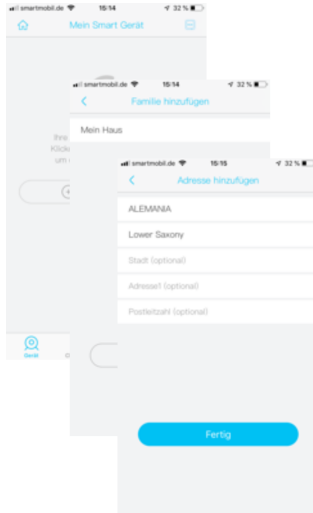 smartmobil.de 15:14 32 %
Mein Smart Gerät
Ihre
Klicke
um
Gerät
smartmobil.de 15:14 32 %
Familie hinzufügen
Mein Haus
smartmobil.de 15:15 32 %
Adresse hinzufügen
ALEMANIA
Lower Saxony
Stadt (optional)
Adresse1 (optional)
Postleitzahl (optional)
Fertig